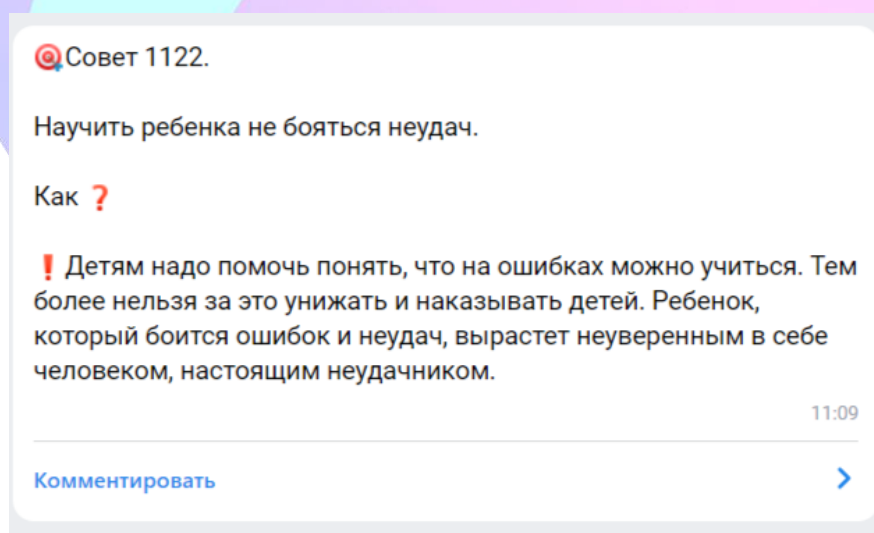 🎯Совет 1122.
Научить ребенка не бояться неудач.
Как ❓
❗Детям надо помочь понять, что на ошибках можно учиться. Тем
более нельзя за это унижать и наказывать детей. Ребенок,
который боится ошибок и неудач, вырастет неуверенным в себе
человеком, настоящим неудачником.
11:09
Комментировать